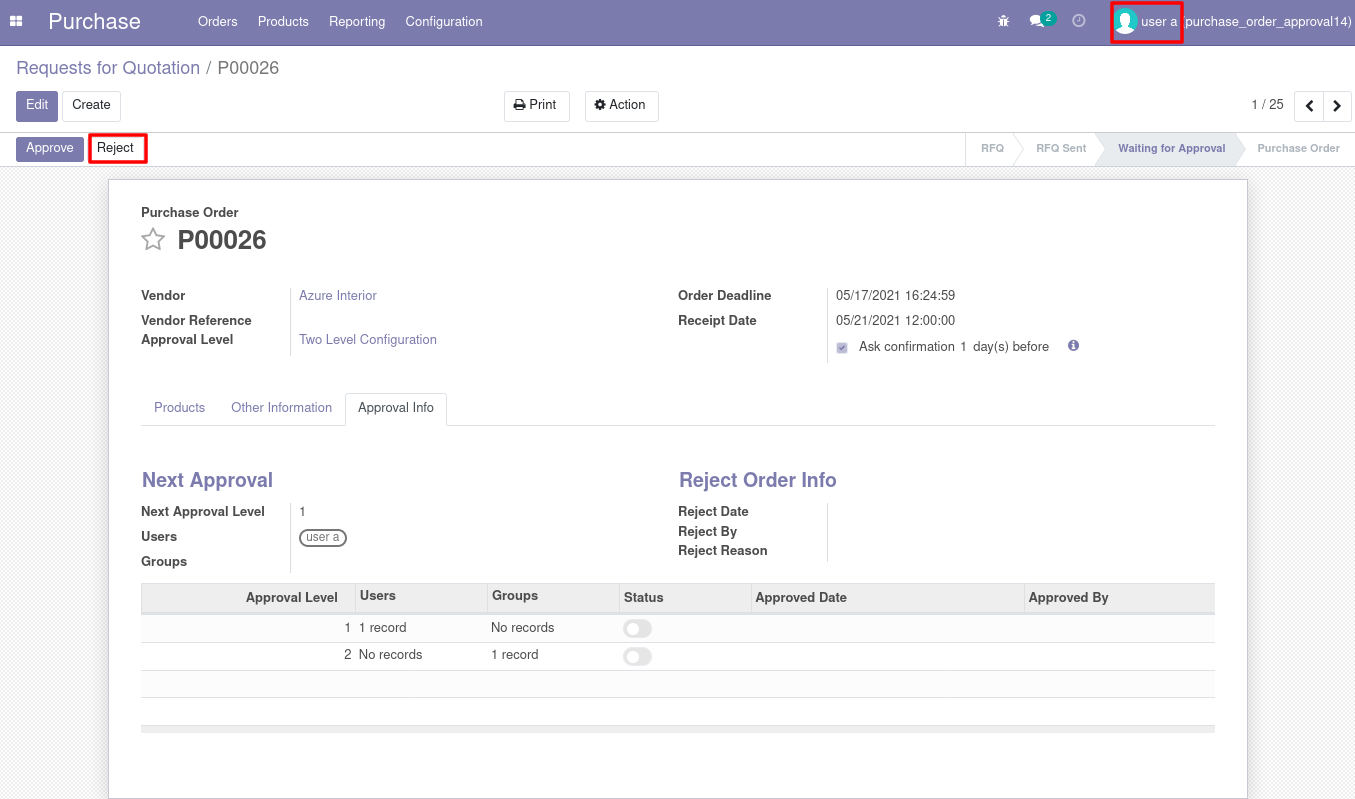 Purchase Orders Products Reporting Configuration 2 user a (purchase_order_approval14)
Requests for Quotation / P00026
Edit Create Print Action 1 / 25
Approve Reject RFQ RFQ Sent Waiting for Approval Purchase Order
Purchase Order
P00026
Vendor Azure Interior Order Deadline 05/17/2021 16:24:59
Vendor Reference Receipt Date 05/21/2021 12:00:00
Approval Level Two Level Configuration
Ask confirmation 1 day(s) before
Products Other Information Approval Info
Next Approval Reject Order Info
Next Approval Level 1 Reject Date
Users user a Reject By
Groups Reject Reason
Approval Level Users Groups Status Approved Date Approved By
1 1 record No records
2 No records 1 record